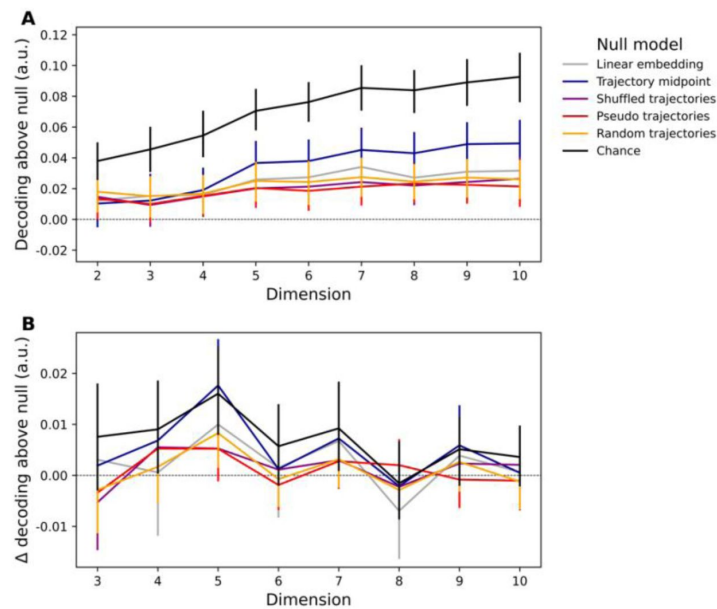 A
Decoding above null (a.u.)
0.12
0.10
0.08
0.06
0.04
0.02
0.00
-0.02
2 3 4 5 6 7 8 9 10
Dimension
Null model
Linear embedding
Trajectory midpoint
Shuffled trajectories
Pseudo trajectories
Random trajectories
Chance
B
Δ decoding above null (a.u.)
0.02
0.01
0.00
-0.01
3 4 5 6 7 8 9 10
Dimension